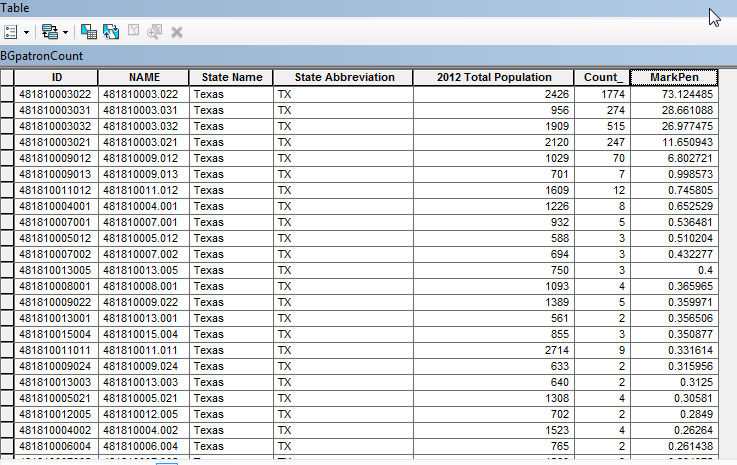 Table
BGpatronCount
ID NAME State Name State Abbreviation 2012 Total Population Count_ MarkPen
481810003022 481810003.022 Texas TX 2426 1774 73.124485
481810003031 481810003.031 Texas TX 956 274 28.661088
481810003032 481810003.032 Texas TX 1909 515 26.977475
481810003021 481810003.021 Texas TX 2120 247 11.650943
481810009012 481810009.012 Texas TX 1029 70 6.802721
481810009013 481810009.013 Texas TX 701 7 0.998573
481810011012 481810011.012 Texas TX 1609 12 0.745805
481810004001 481810004.001 Texas TX 1226 8 0.652529
481810007001 481810007.001 Texas TX 932 5 0.536481
481810005012 481810005.012 Texas TX 588 3 0.510204
481810007002 481810007.002 Texas TX 694 3 0.432277
481810013005 481810013.005 Texas TX 750 3 0.4
481810008001 481810008.001 Texas TX 1093 4 0.365965
481810009022 481810009.022 Texas TX 1389 5 0.359971
481810013001 481810013.001 Texas TX 561 2 0.356506
481810015004 481810015.004 Texas TX 855 3 0.350877
481810011011 481810011.011 Texas TX 2714 9 0.331614
481810009024 481810009.024 Texas TX 633 2 0.315956
481810013003 481810013.003 Texas TX 640 2 0.3125
481810005021 481810005.021 Texas TX 1308 4 0.30581
481810012005 481810012.005 Texas TX 702 2 0.2849
481810004002 481810004.002 Texas TX 1523 4 0.26264
481810006004 481810006.004 Texas TX 765 2 0.261438